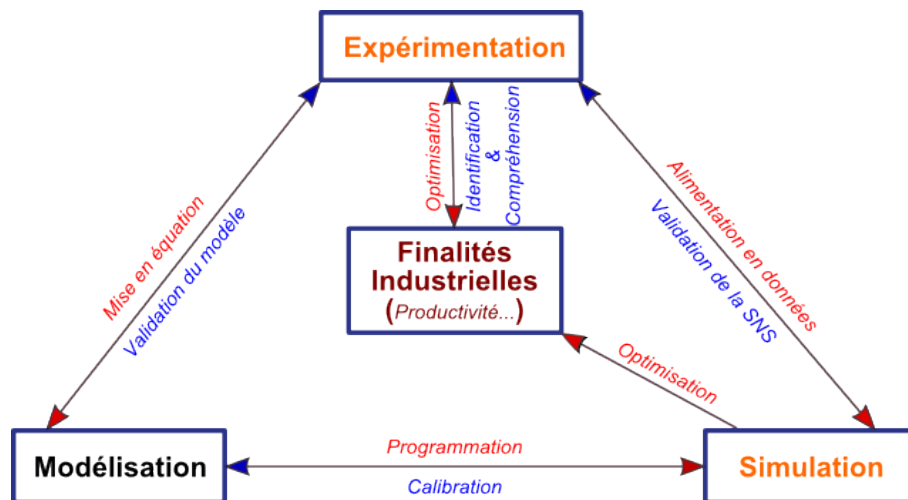 Expérimentation
Optimisation
Identification
&
Compréhension
Mise en équation
Validation du modèle
Alimentation en données
Validation de la SNS
Finalités
Industrielles
(Productivité...)
Optimisation
Modélisation
Programmation
Calibration
Simulation